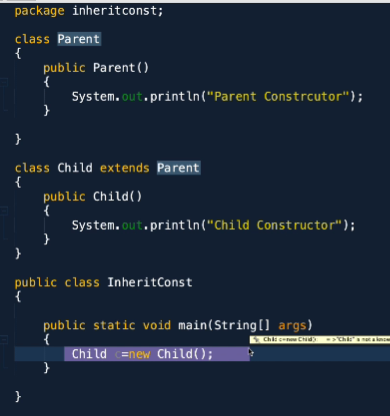 package inheritconst;
class Parent
{
public Parent()
{
System.out.println("Parent Constrcutor");
}
}
class Child extends Parent
{
public Child()
{
System.out.println("Child Constructor");
}
}
public class InheritConst
{
public static void main(String[] args)
{
Child c=new Child();
}
}
Child c=new Child() => "Child" is not a know